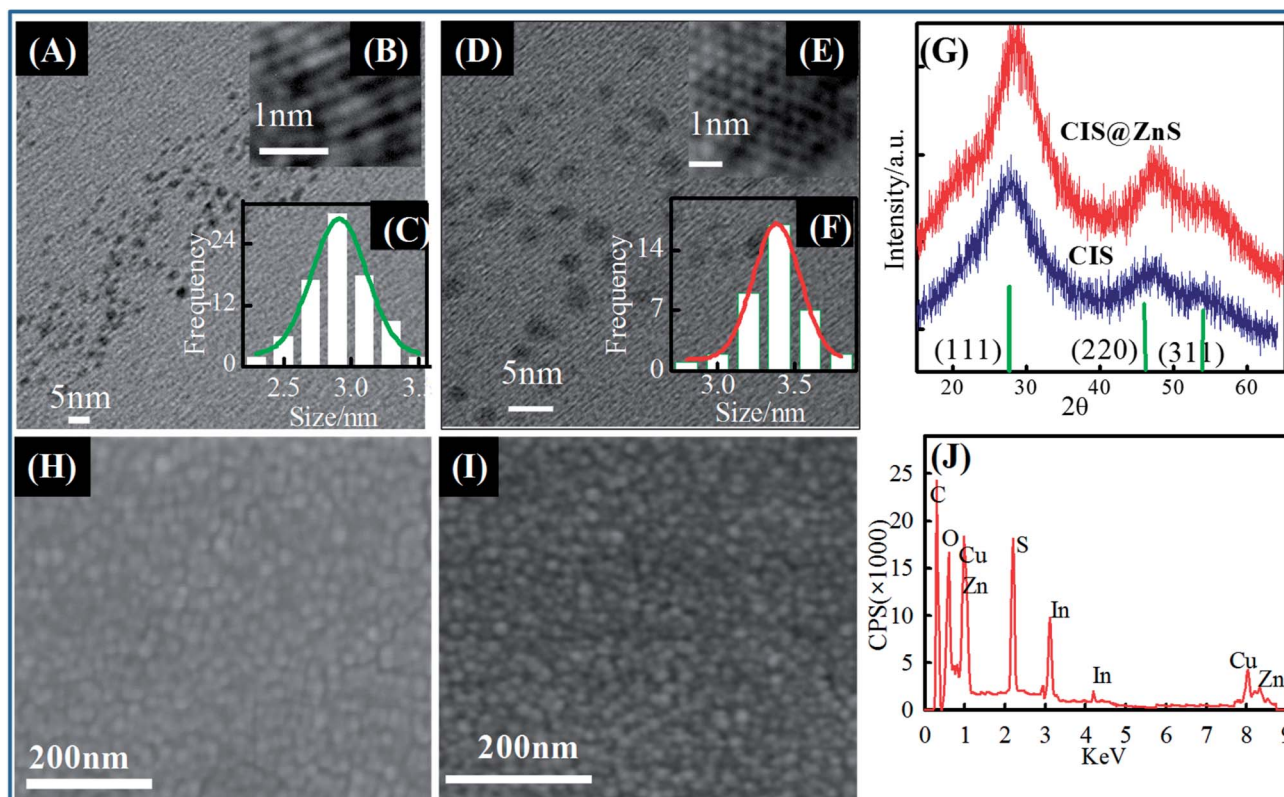 (A)
(B)
1nm
(C)
Frequency
24
12
0
2.5
3.0
3.5
Size/nm
5nm
(D)
(E)
1nm
(F)
Frequency
14
7
0
3.0
3.5
Size/nm
5nm
(G)
Intensity/a.u.
CIS@ZnS
CIS
(111)
(220)
(311)
20
30
40
50
60
2θ
(H)
200nm
(I)
200nm
(J)
CPS(×1000)
25
20
15
10
5
0
C
O
Cu
Zn
S
In
In
Cu
Zn
0 1 2 3 4 5 6 7 8 9
KeV